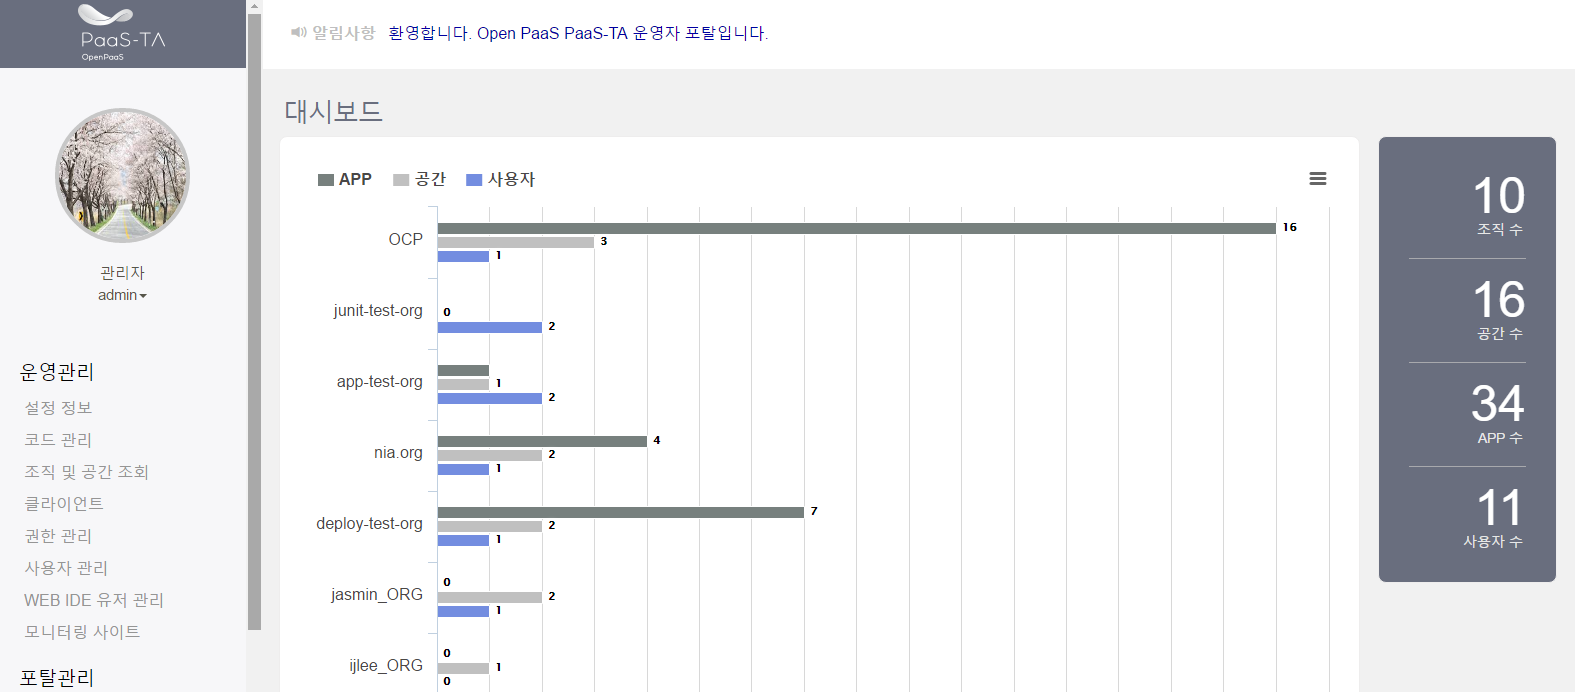 PaaS-TA
OpenPaaS
관리자
admin
운영관리
설정 정보
코드 관리
조직 및 공간 조회
클라이언트
권한 관리
사용자 관리
WEB IDE 유저 관리
모니터링 사이트
포탈관리
알림사항 환영합니다. Open PaaS PaaS-TA 운영자 포탈입니다.
대시보드
APP 공간 사용자
OCP
16
3
1
junit-test-org
0
2
app-test-org
1
2
nia.org
4
2
1
deploy-test-org
7
2
1
jasmin_ORG
0
2
1
ijlee_ORG
0
1
0
10
조직 수
16
공간 수
34
APP 수
11
사용자 수